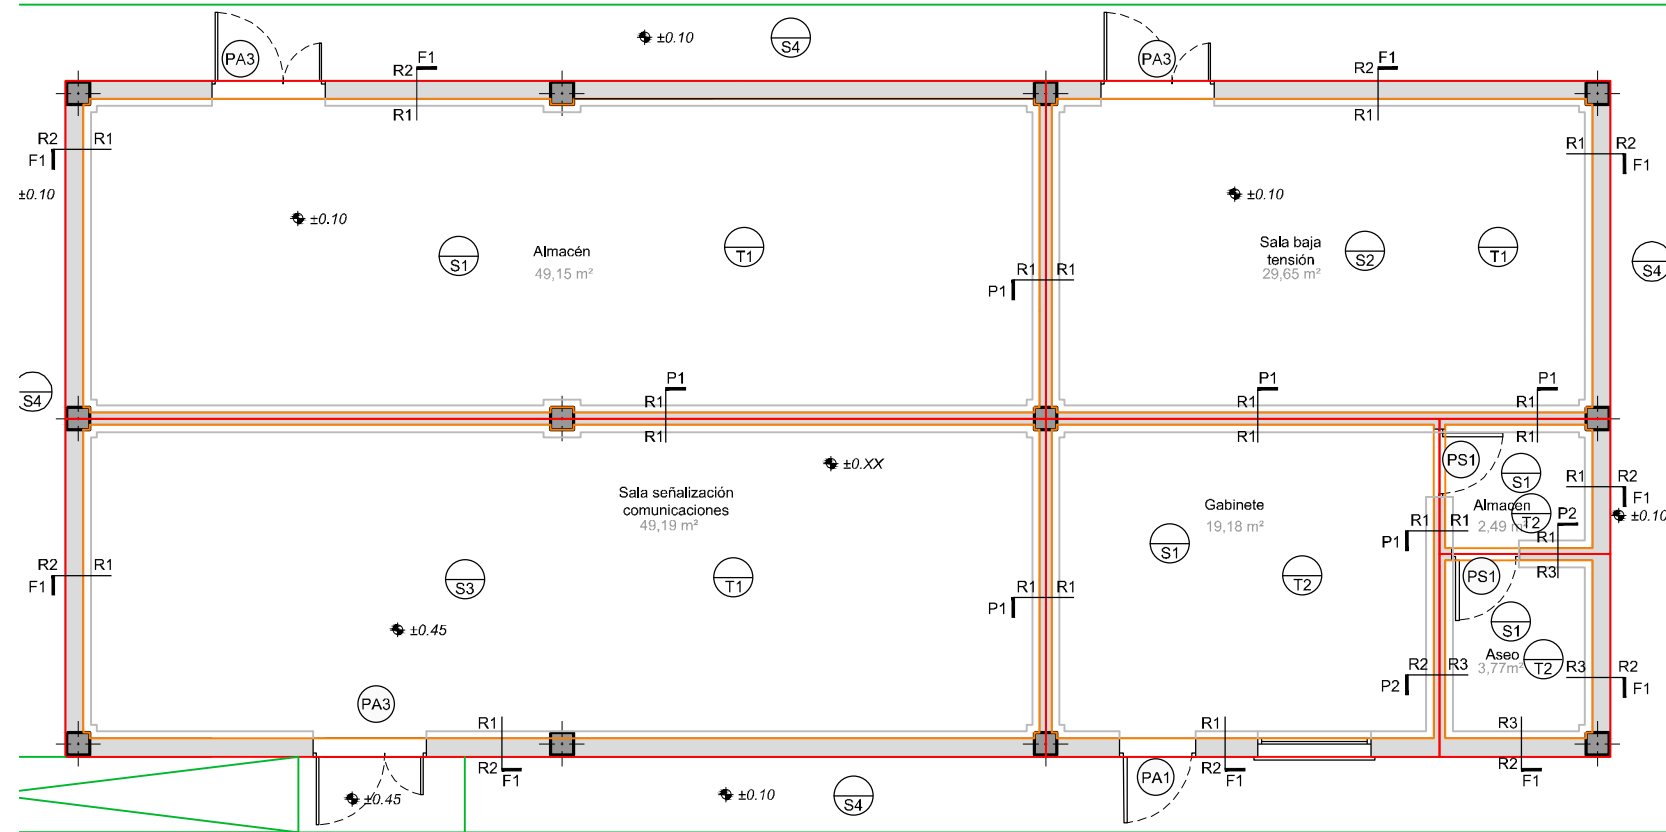 ±0.10
S4
PA3
PA3
F1
R2
R1
F1
R2
R1
R2
R1
F1
R1
R2
F1
±0.10
±0.10
±0.10
Almacén
49,15 m²
S1
T1
Sala baja
tensión
29,65 m²
S2
T1
S4
R1
R1
P1
S4
P1
R1
R1
P1
R1
R1
P1
R1
R1
±0.XX
PS1
S1
R1
R2
F1
Sala señalización
comunicaciones
49,19 m²
Gabinete
19,18 m²
Almacen
2,49 m²
T2
P2
±0.10
R1
R1
P1
S1
R1
R3
R2
R1
F1
S3
T1
R1
R1
P1
T2
PS1
S1
±0.45
Aseo
3,77m²
T2
R2
R3
P2
R3
R2
F1
PA3
R1
R2
F1
R1
R2
F1
R3
R2
F1
PA1
±0.45
±0.10
S4